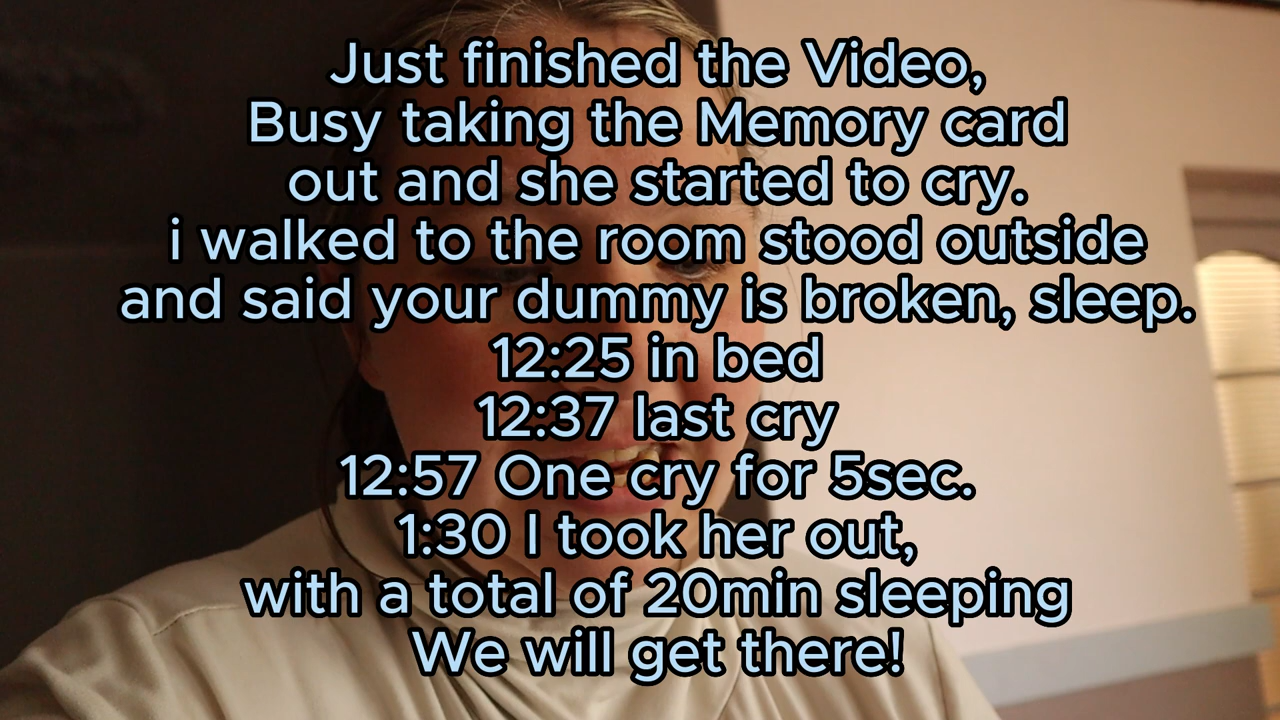 Just finished the Video,
Busy taking the Memory card
out and she started to cry.
i walked to the room stood outside
and said your dummy is broken, sleep.
12:25 in bed
12:37 last cry
12:57 One cry for 5sec.
1:30 I took her out,
with a total of 20min sleeping
We will get there!